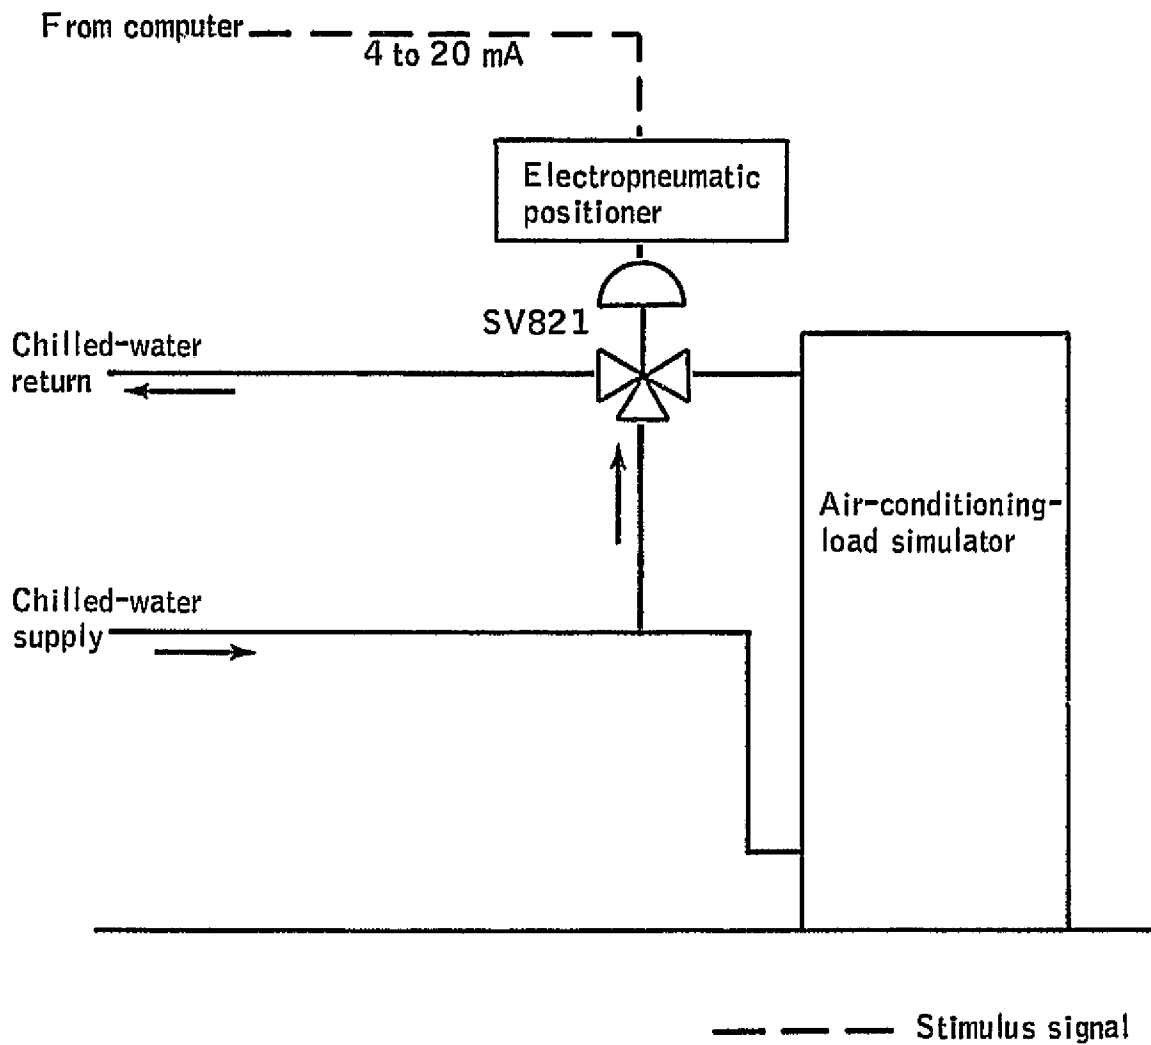 From computer
4 to 20 mA
Electropneumatic
positioner
SV821
Chilled-water
return
Air-conditioning-
load simulator
Chilled-water
supply
Stimulus signal